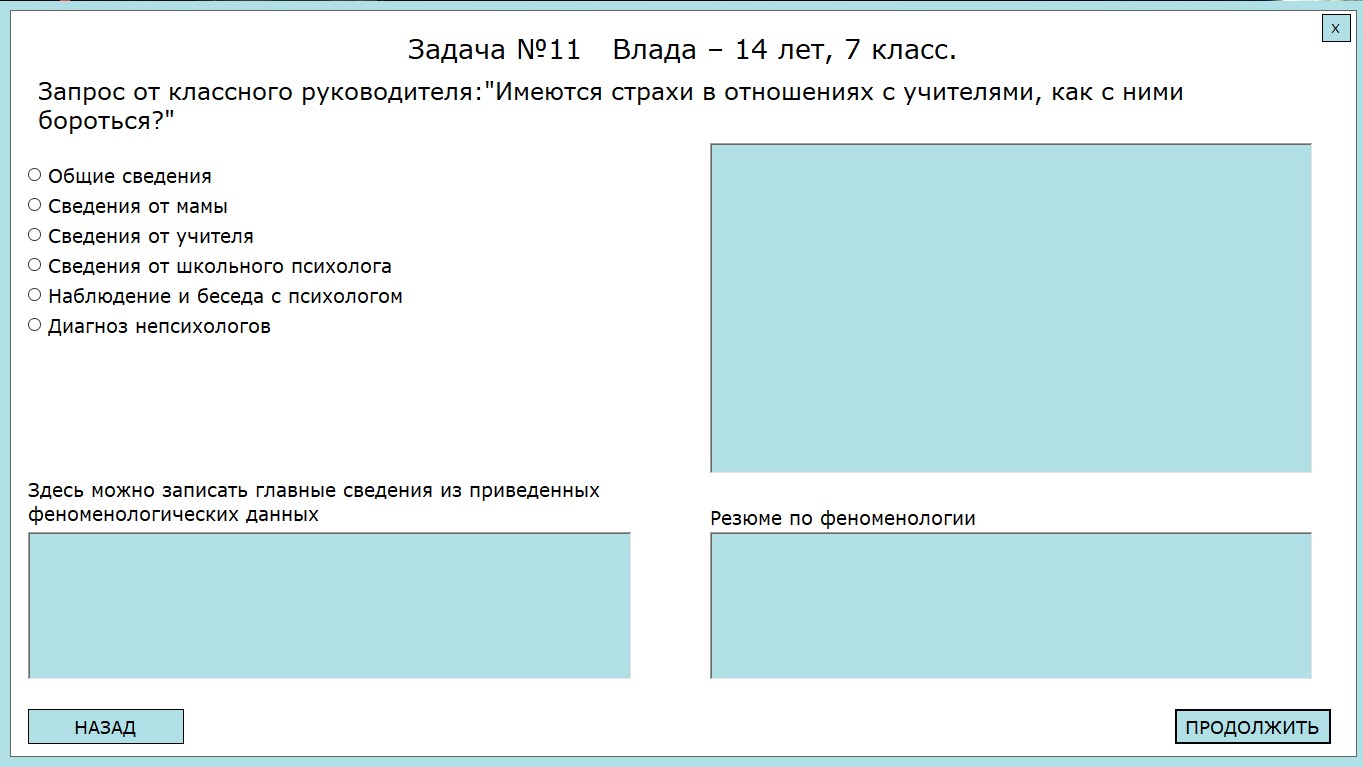 x
Задача №11 Влада – 14 лет, 7 класс.
Запрос от классного руководителя:"Имеются страхи в отношениях с учителями, как с ними
бороться?"
Общие сведения
Сведения от мамы
Сведения от учителя
Сведения от школьного психолога
Наблюдение и беседа с психологом
Диагноз непсихологов
Здесь можно записать главные сведения из приведенных
феноменологических данных
Резюме по феноменологии
НАЗАД
ПРОДОЛЖИТЬ